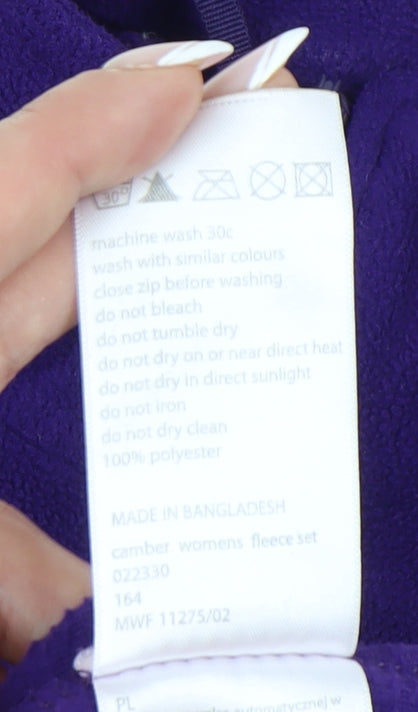 30°
machine wash 30c
wash with similar colours
close zip before washing
do not bleach
do not tumble dry
do not dry on or near direct heat
do not dry in direct sunlight
do not iron
do not dry clean
100% polyester
MADE IN BANGLADESH
camber womens fleece set
022330
164
MWF 11275/02
PL
automatycznej w